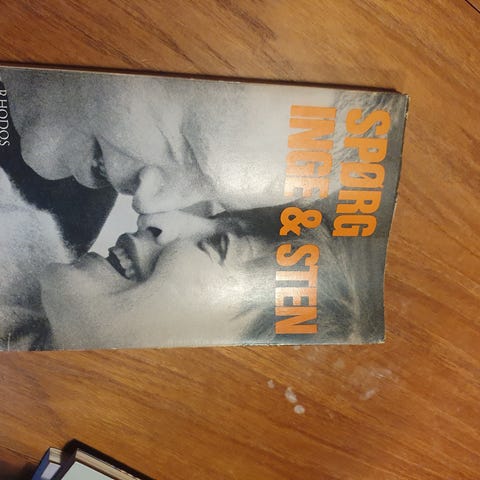 SPØRG
INGE & STEN
RHODOS